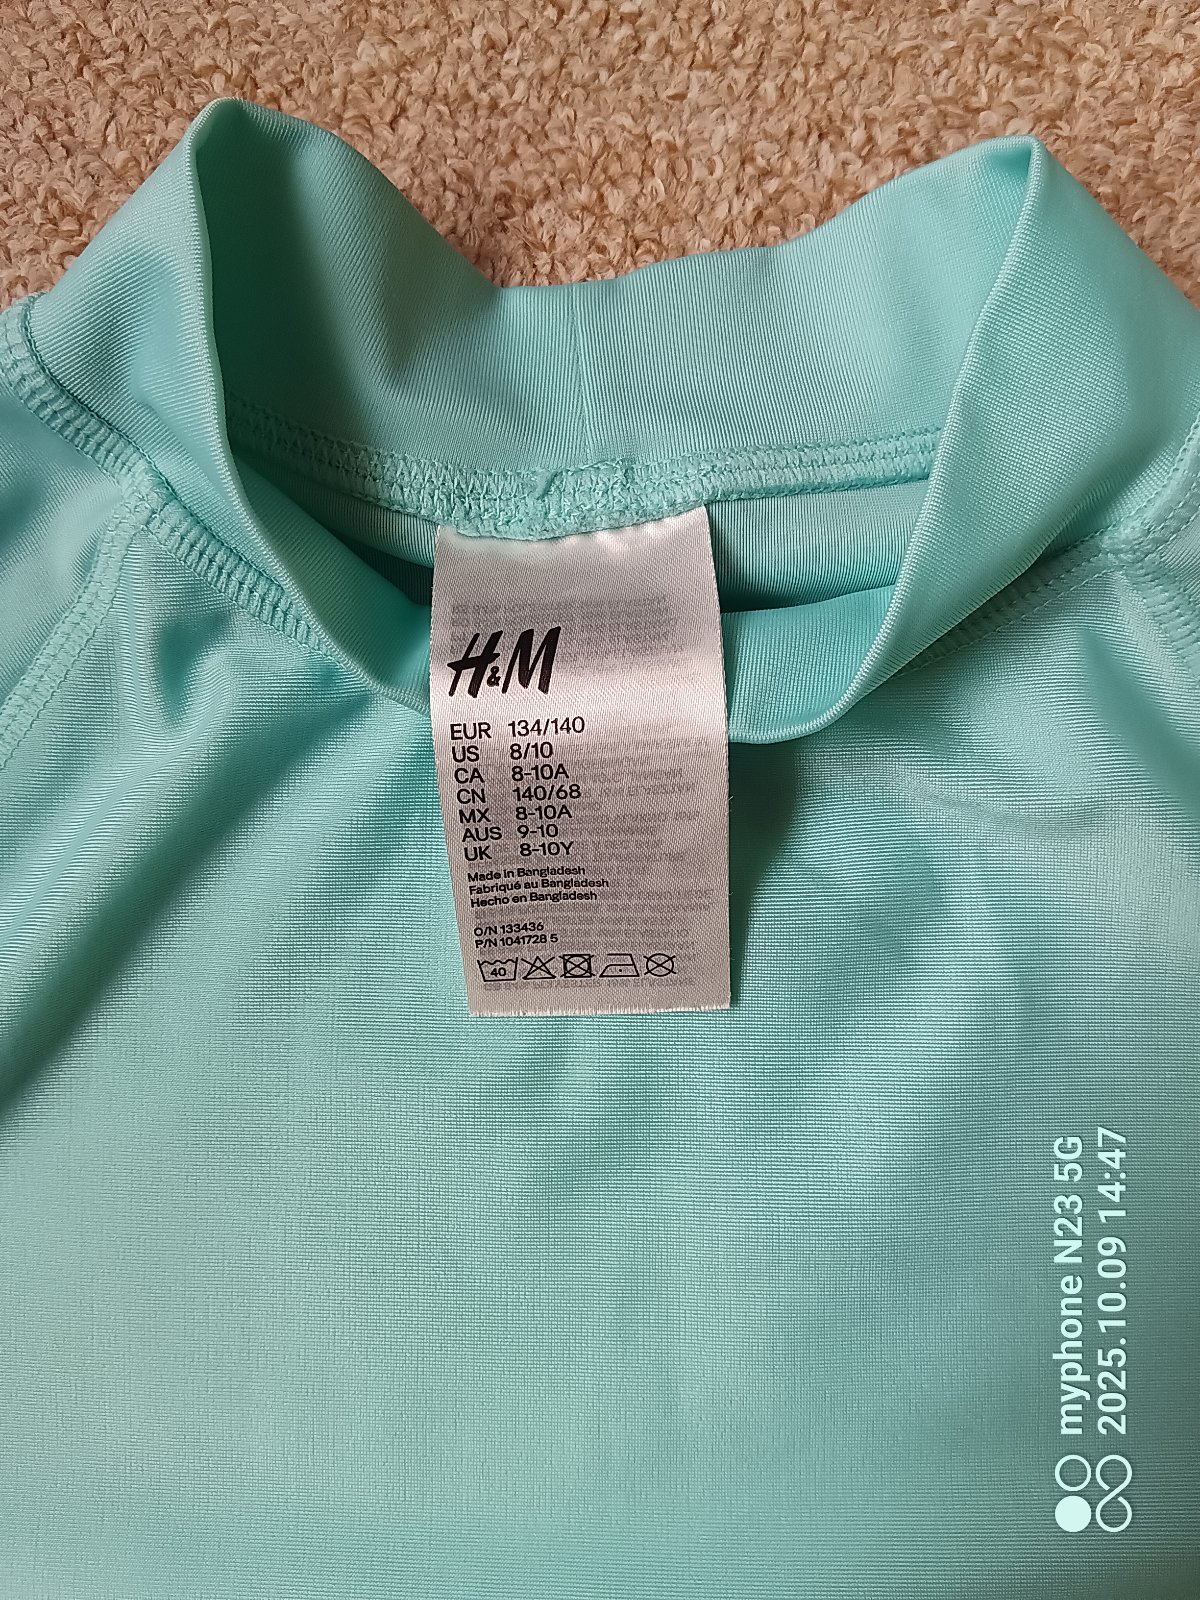 H&M
EUR 134/140
US 8/10
CA 8-10A
CN 140/68
MX 8-10A
AUS 9-10
UK 8-10Y
Made in Bangladesh
Fabriqué au Bangladesh
Hecho en Bangladesh
O/N 133436
P/N 1041728 5
40
myphone N23 5G
2025.10.09 14:47